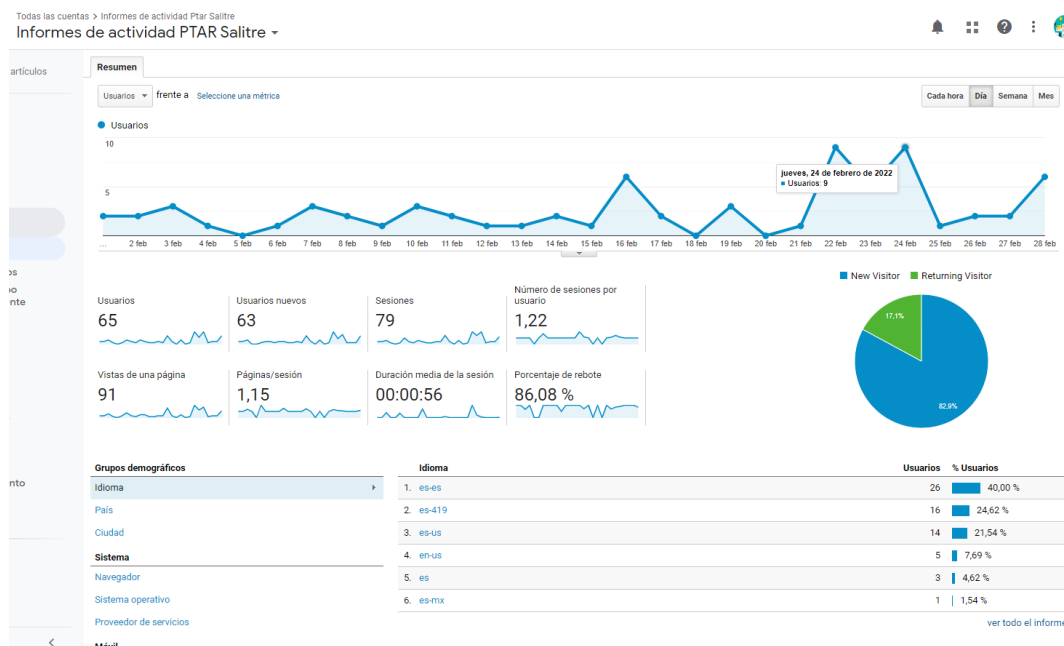 Todas las cuentas > Informes de actividad Ptar Salitre
Informes de actividad PTAR Salitre
artículos
Resumen
Usuarios frente a Seleccione una métrica
Cada hora Día Semana Mes
Usuarios
10
5
jueves, 24 de febrero de 2022
Usuarios: 9
... 2 feb 3 feb 4 feb 5 feb 6 feb 7 feb 8 feb 9 feb 10 feb 11 feb 12 feb 13 feb 14 feb 15 feb 16 feb 17 feb 18 feb 19 feb 20 feb 21 feb 22 feb 23 feb 24 feb 25 feb 26 feb 27 feb 28 feb
New Visitor Returning Visitor
17,1%
82,9%
Usuarios
65
Usuarios nuevos
63
Sesiones
79
Número de sesiones por
usuario
1,22
Vistas de una página
91
Páginas/sesión
1,15
Duración media de la sesión
00:00:56
Porcentaje de rebote
86,08 %
os
po
nte
nto
Grupos demográficos
Idioma
País
Ciudad
Sistema
Navegador
Sistema operativo
Proveedor de servicios
Móvil
Idioma Usuarios % Usuarios
1. es-es 26 40,00 %
2. es-419 16 24,62 %
3. es-us 14 21,54 %
4. en-us 5 7,69 %
5. es 3 4,62 %
6. es-mx 1 1,54 %
ver todo el informe